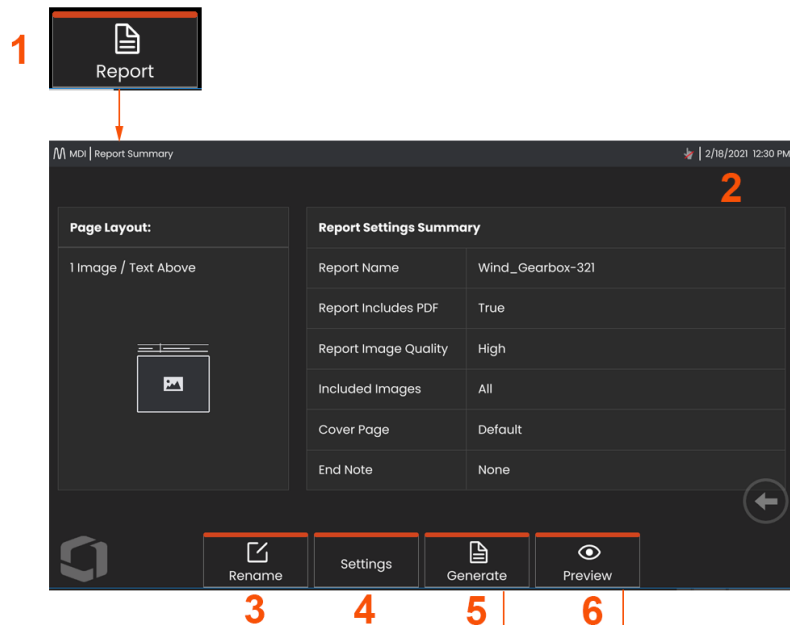 1
Report
MDI | Report Summary
2/18/2021 12:30 PM
2
Page Layout:
1 Image / Text Above
Report Settings Summary
Report Name Wind_Gearbox-321
Report Includes PDF True
Report Image Quality High
Included Images All
Cover Page Default
End Note None
Rename
Settings
Generate
Preview
3 4 5 6